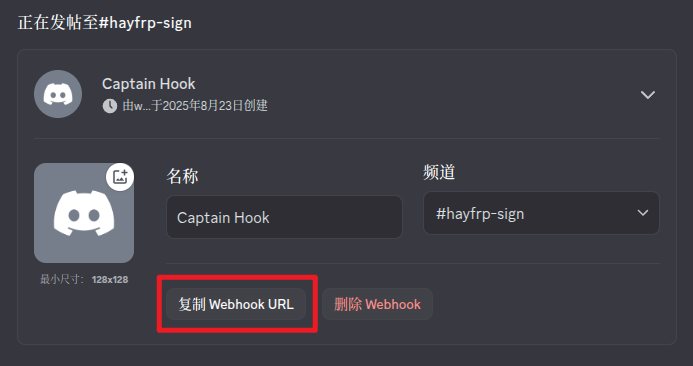 正在发帖至#hayfrp-sign
Captain Hook
由w...于2025年8月23日创建
名称
频道
Captain Hook
#hayfrp-sign
最小尺寸： 128x128
复制 Webhook URL
删除 Webhook